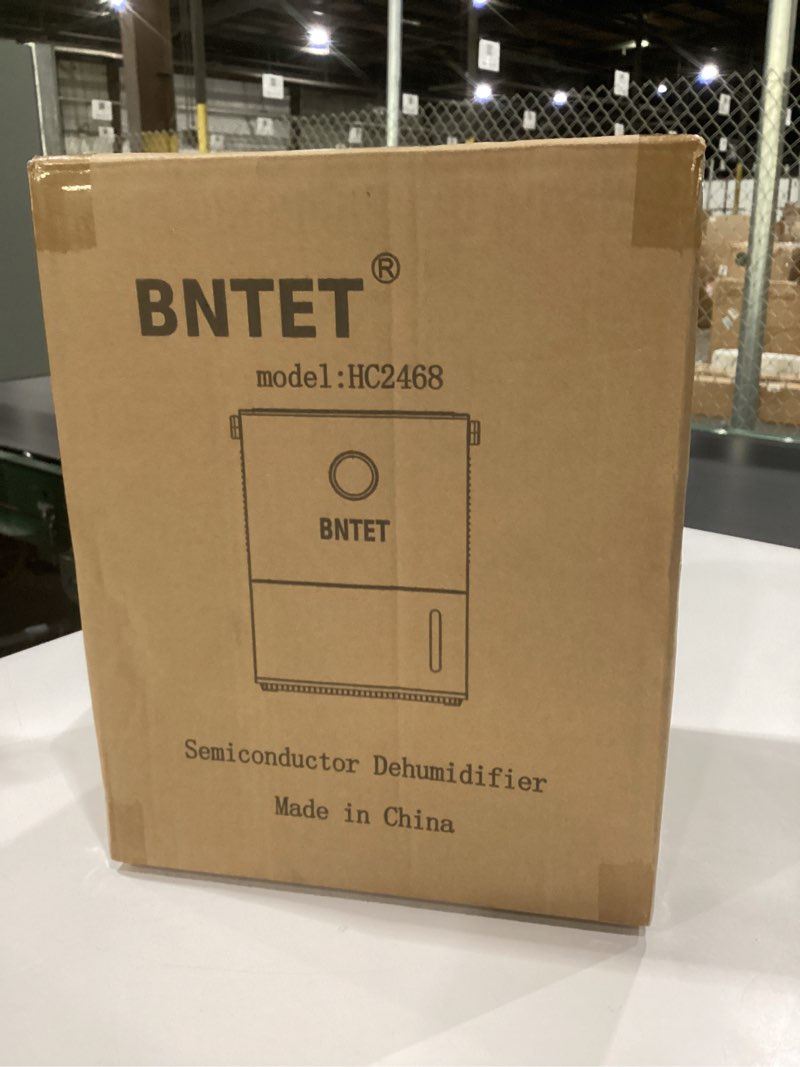 BNTET®
model:HC2468
BNTET
Semiconductor Dehumidifier
Made in China